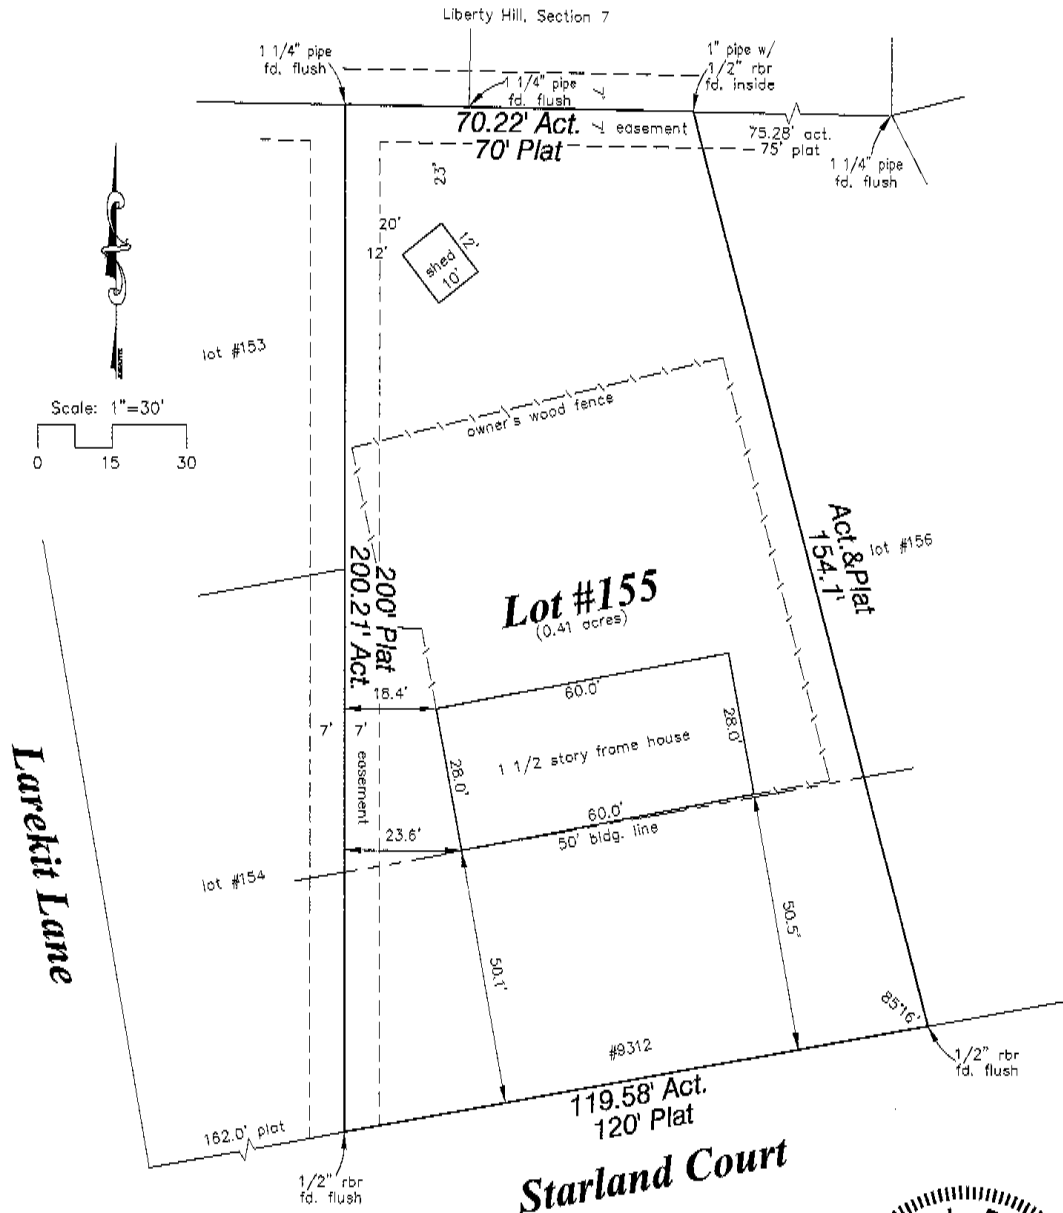 Liberty Hill, Section 7
1 1/4" pipe
fd. flush
1 1/4" pipe
fd. flush
1" pipe w/
1/2" rbr
fd. inside
70.22' Act.
70' Plat
7' easement
75.28' act.
75' plat
1 1/4" pipe
fd. flush
23'
20'
12'
shed
12'
10'
lot #153
Scale: 1"=30'
0 15 30
owner's wood fence
Act.&Plat
154.1'
lot #156
200' Plat
200.21' Act.
Lot #155
(0.41 acres)
18.4'
60.0'
28.0'
28.0'
1 1/2 story frame house
7' 7'
easement
60.0'
50' bldg. line
23.6'
lot #154
Larekit Lane
50.1'
50.5'
85°16'
#9312
1/2" rbr
fd. flush
119.58' Act.
120' Plat
162.0' plat
1/2" rbr
fd. flush
Starland Court